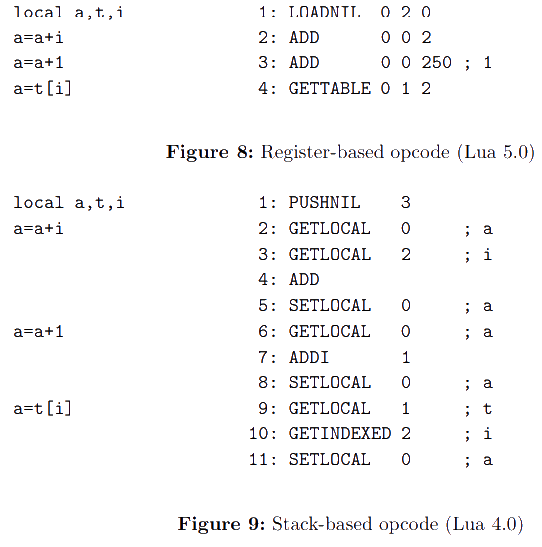 local a,t,i 1: LOADNIL 0 2 0
a=a+i 2: ADD 0 0 2
a=a+1 3: ADD 0 0 250 ; 1
a=t[i] 4: GETTABLE 0 1 2
Figure 8: Register-based opcode (Lua 5.0)
local a,t,i 1: PUSHNIL 3
a=a+i 2: GETLOCAL 0 ; a
3: GETLOCAL 2 ; i
4: ADD
5: SETLOCAL 0 ; a
a=a+1 6: GETLOCAL 0 ; a
7: ADDI 1
8: SETLOCAL 0 ; a
a=t[i] 9: GETLOCAL 1 ; t
10: GETINDEXED 2 ; i
11: SETLOCAL 0 ; a
Figure 9: Stack-based opcode (Lua 4.0)